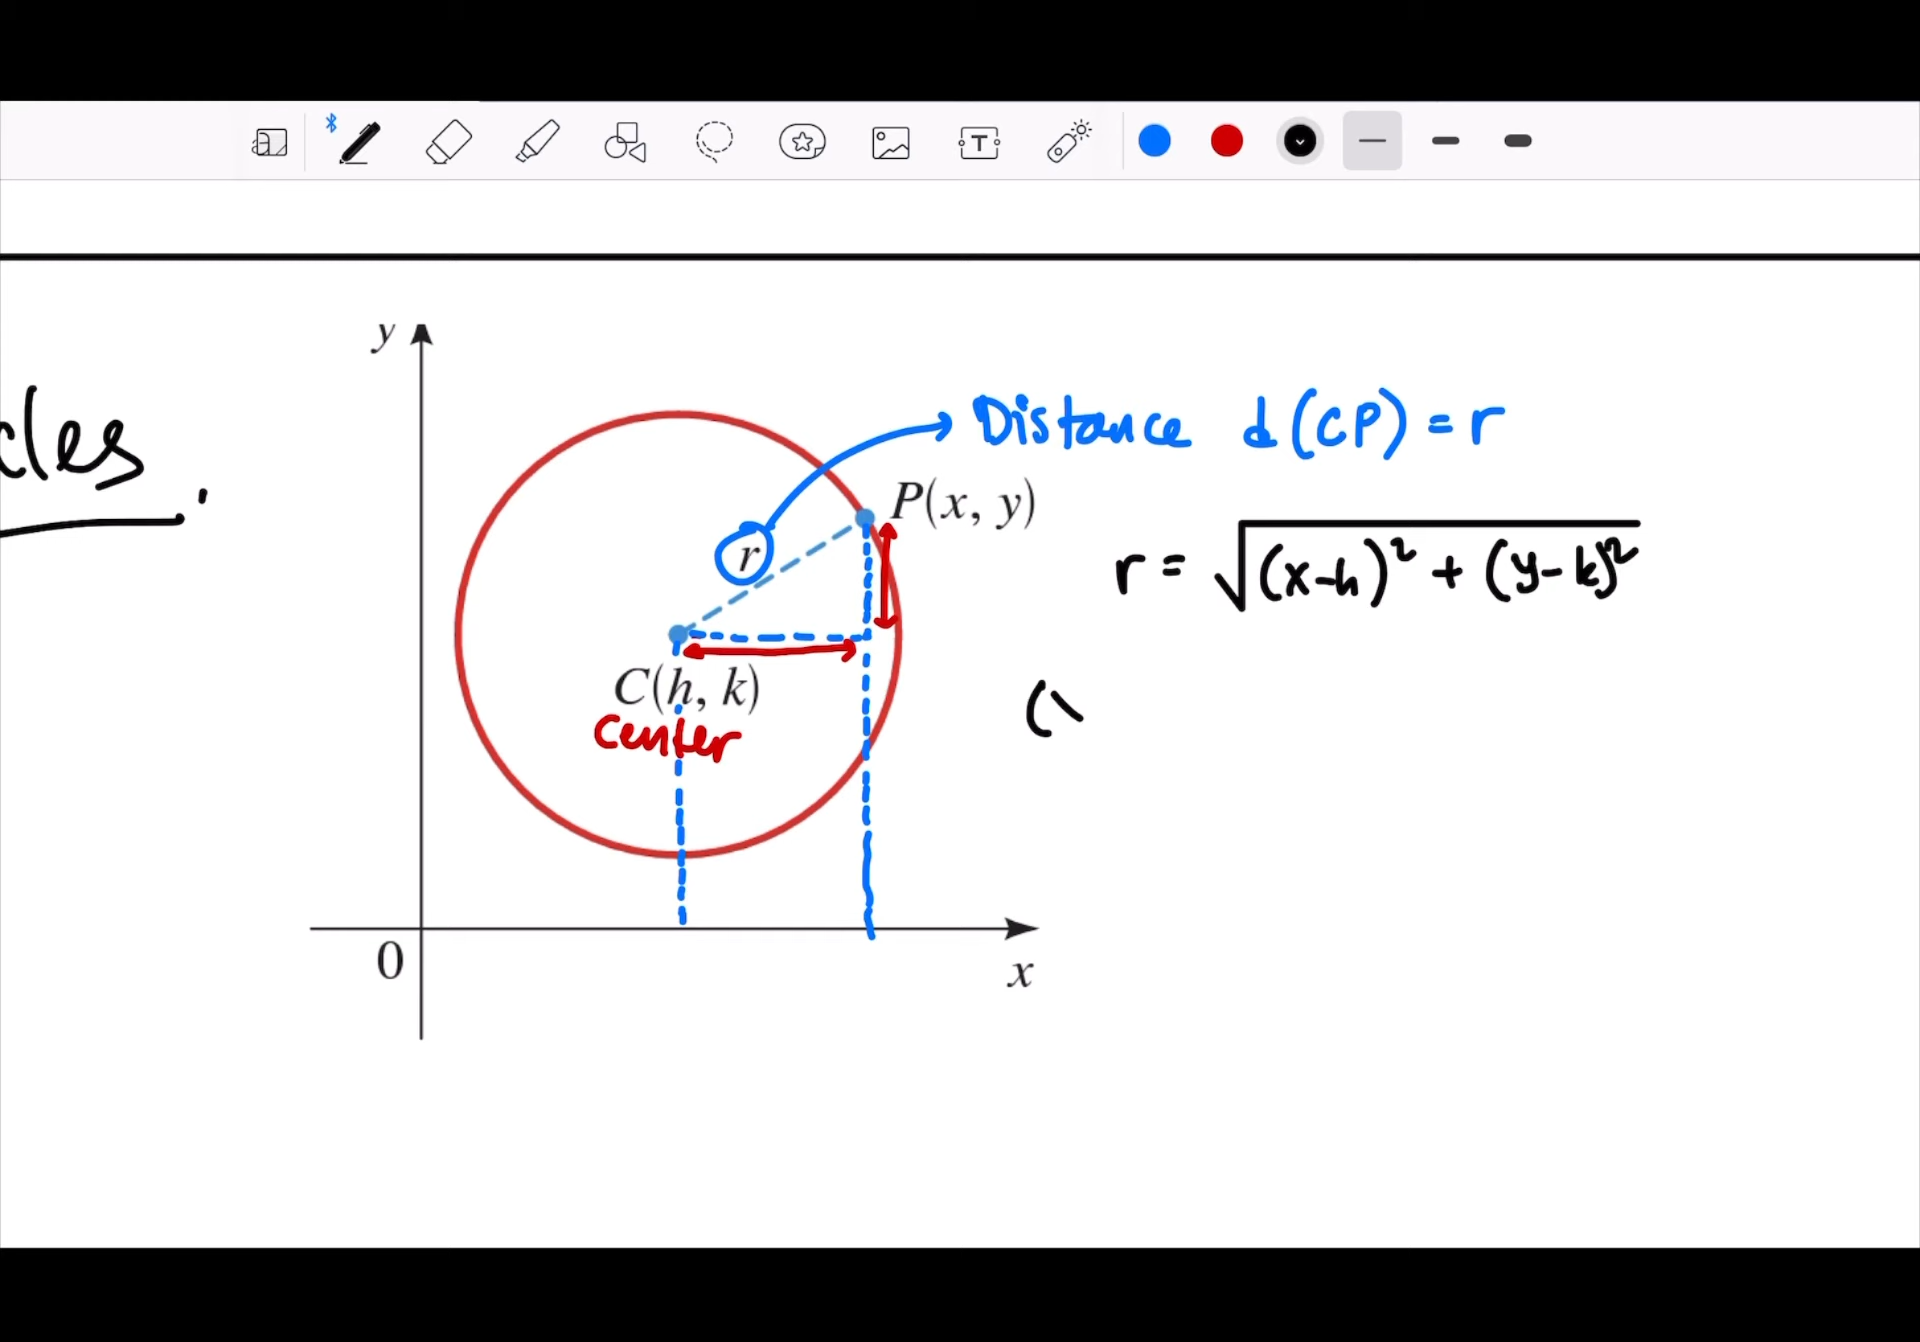 y
cles.
Distance d(CP) = r
P(x, y)
r
r = √((x-h)² + (y-k)²)
C(h, k)
center
(
0
x